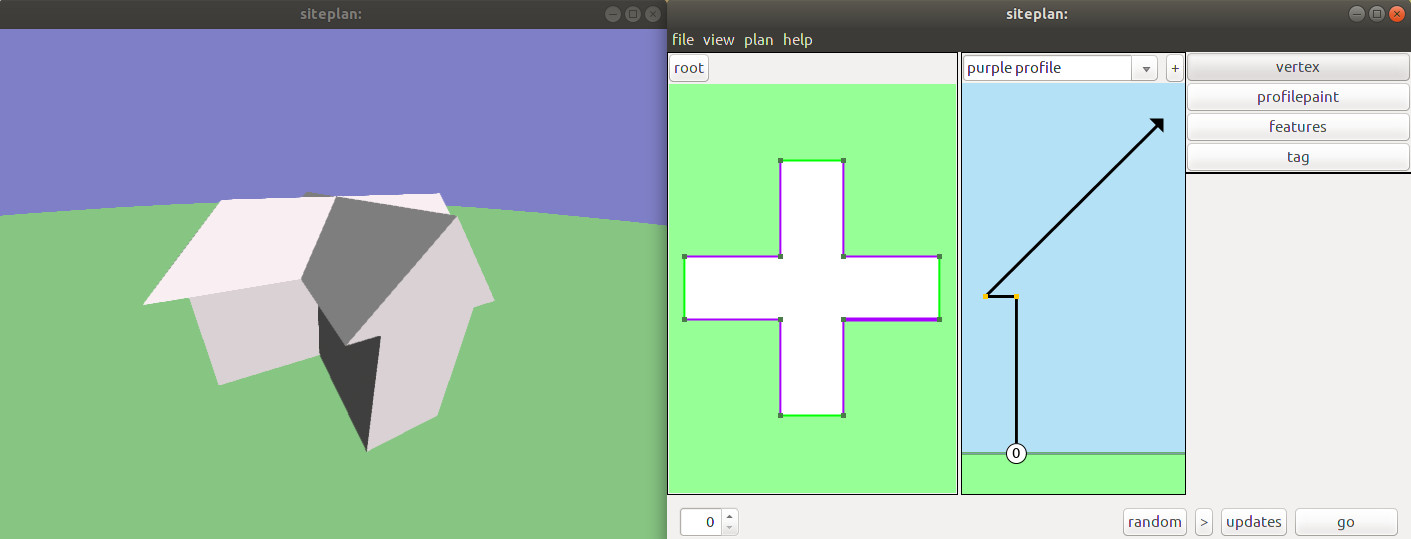 siteplan:
siteplan:
file view plan help
root
purple profile
+
vertex
profilepaint
features
tag
0
0
random
>
updates
go